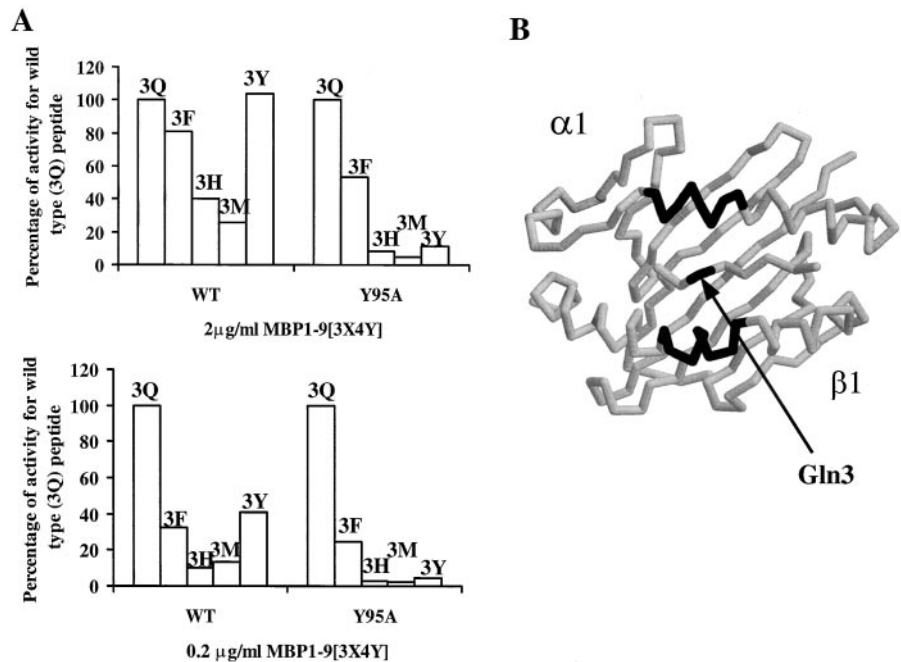 A
Percentage of activity for wild
type (3Q) peptide
120
100
80
60
40
20
0
3Q
3F
3H
3M
3Y
3Q
3F
3H
3M
3Y
WT
Y95A
2μg/ml MBP1-9[3X4Y]
Percentage of activity for wild
type (3Q) peptide
120
100
80
60
40
20
0
3Q
3F
3H
3M
3Y
3Q
3F
3H
3M
3Y
WT
Y95A
0.2 μg/ml MBP1-9[3X4Y]
B
α1
β1
Gln3